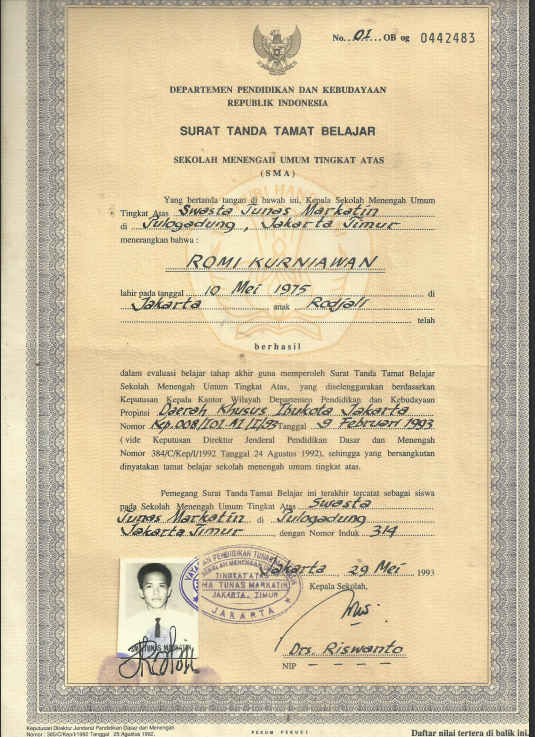 No. 01 OB og 0442483
DEPARTEMEN PENDIDIKAN DAN KEBUDAYAAN
REPUBLIK INDONESIA
SURAT TANDA TAMAT BELAJAR
SEKOLAH MENENGAH UMUM TINGKAT ATAS
(SMA)
Yang bertanda tangan di bawah ini, Kepala Sekolah Menengah Umum
Tingkat Atas Swasta Tunas Markatin
di Pulogadung, Jakarta Timur
menerangkan bahwa :
ROMI KURNIAWAN
lahir pada tanggal 10 Mei 1975 di
Jakarta, anak Rodjali
telah
berhasil
dalam evaluasi belajar tahap akhir guna memperoleh Surat Tanda Tamat Belajar
Sekolah Menengah Umum Tingkat Atas, yang diselenggarakan berdasarkan
Keputusan Kepala Kantor Wilayah Departemen Pendidikan dan Kebudayaan
Propinsi Daerah Khusus Ibukota Jakarta
Nomor Kep.008/I01.A1/I/93 Tanggal 9 Februari 1993
( vide Keputusan Direktur Jenderal Pendidikan Dasar dan Menengah
Nomor 384/C/Kep/I/1992 Tanggal 24 Agustus 1992), sehingga yang bersangkutan
dinyatakan tamat belajar sekolah menengah umum tingkat atas.
Pemegang Surat Tanda Tamat Belajar ini terakhir tercatat sebagai siswa
pada Sekolah Menengah Umum Tingkat Atas Swasta
Tunas Markatin di Pulogadung
Jakarta Timur, dengan Nomor Induk 314
YAYASAN PENDIDIKAN TUNAS
SEKOLAH MENENGAH
TINGKAT ATAS
SMA TUNAS MARKATIN
JAKARTA TIMUR
JAKARTA
Jakarta, 29 Mei 1993
Kepala Sekolah,
Drs. Riswanto
NIP
Keputusan Direktur Jenderal Pendidikan Dasar dan Menengah
Nomor : 385/C/Kep/I/1992 Tanggal 25 Agustus 1992.
PERUM PERURI
Daftar nilai tertera di balik ini.